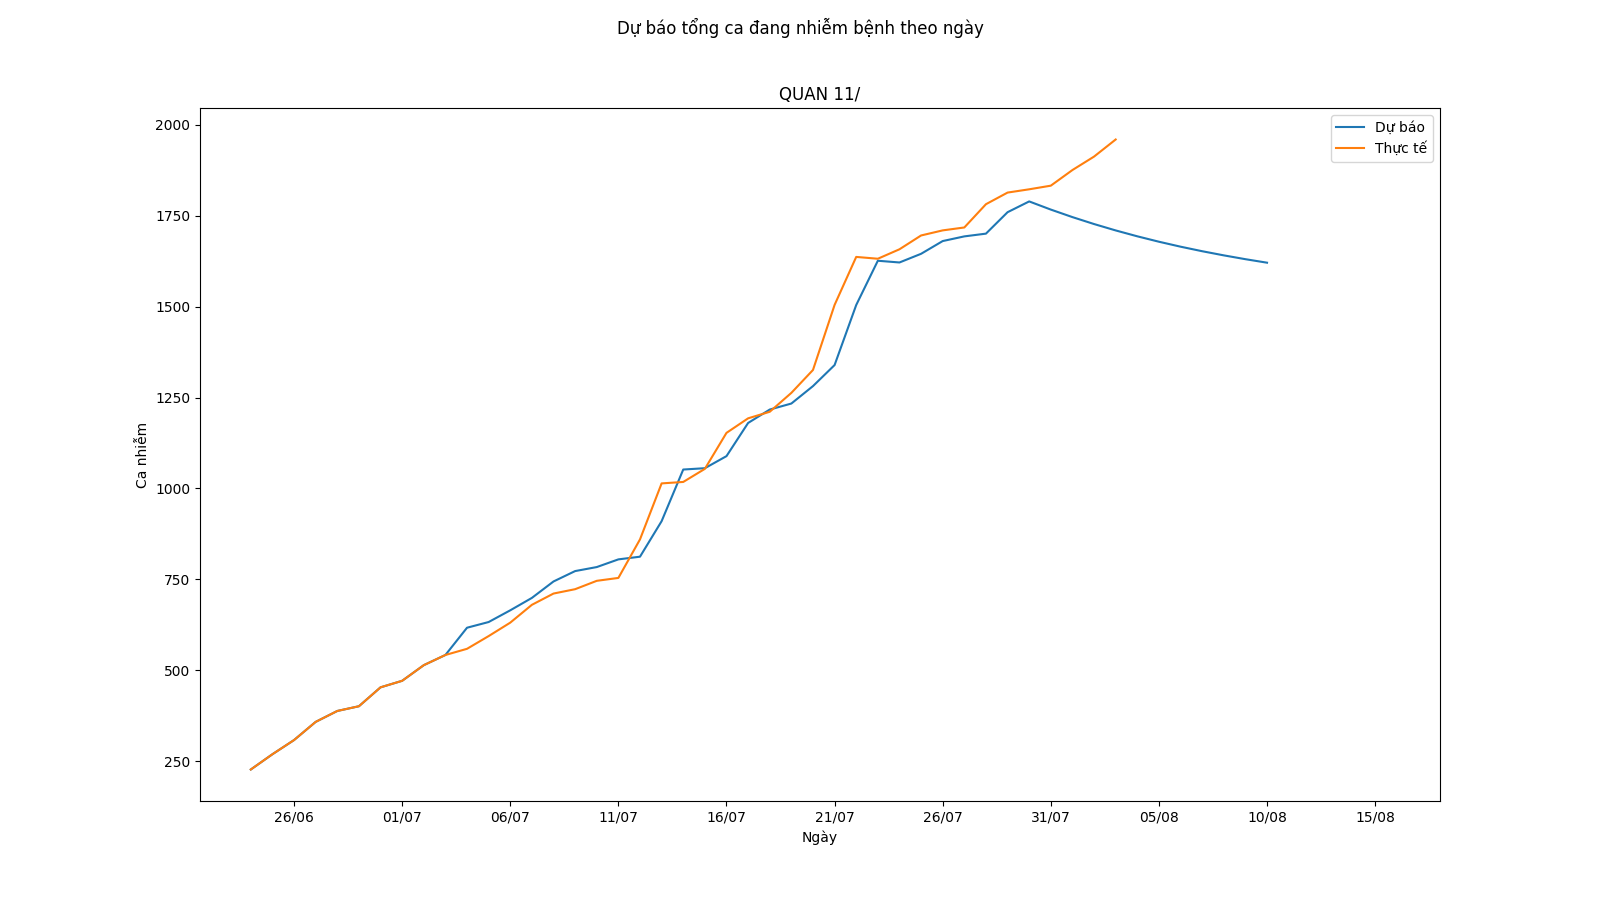 Dự báo tổng ca đang nhiễm bệnh theo ngày
QUAN 11/
Dự báo
Thực tế
2000
1750
1500
1250
1000
750
500
250
Ca nhiễm
26/06 01/07 06/07 11/07 16/07 21/07 26/07 31/07 05/08 10/08 15/08
Ngày